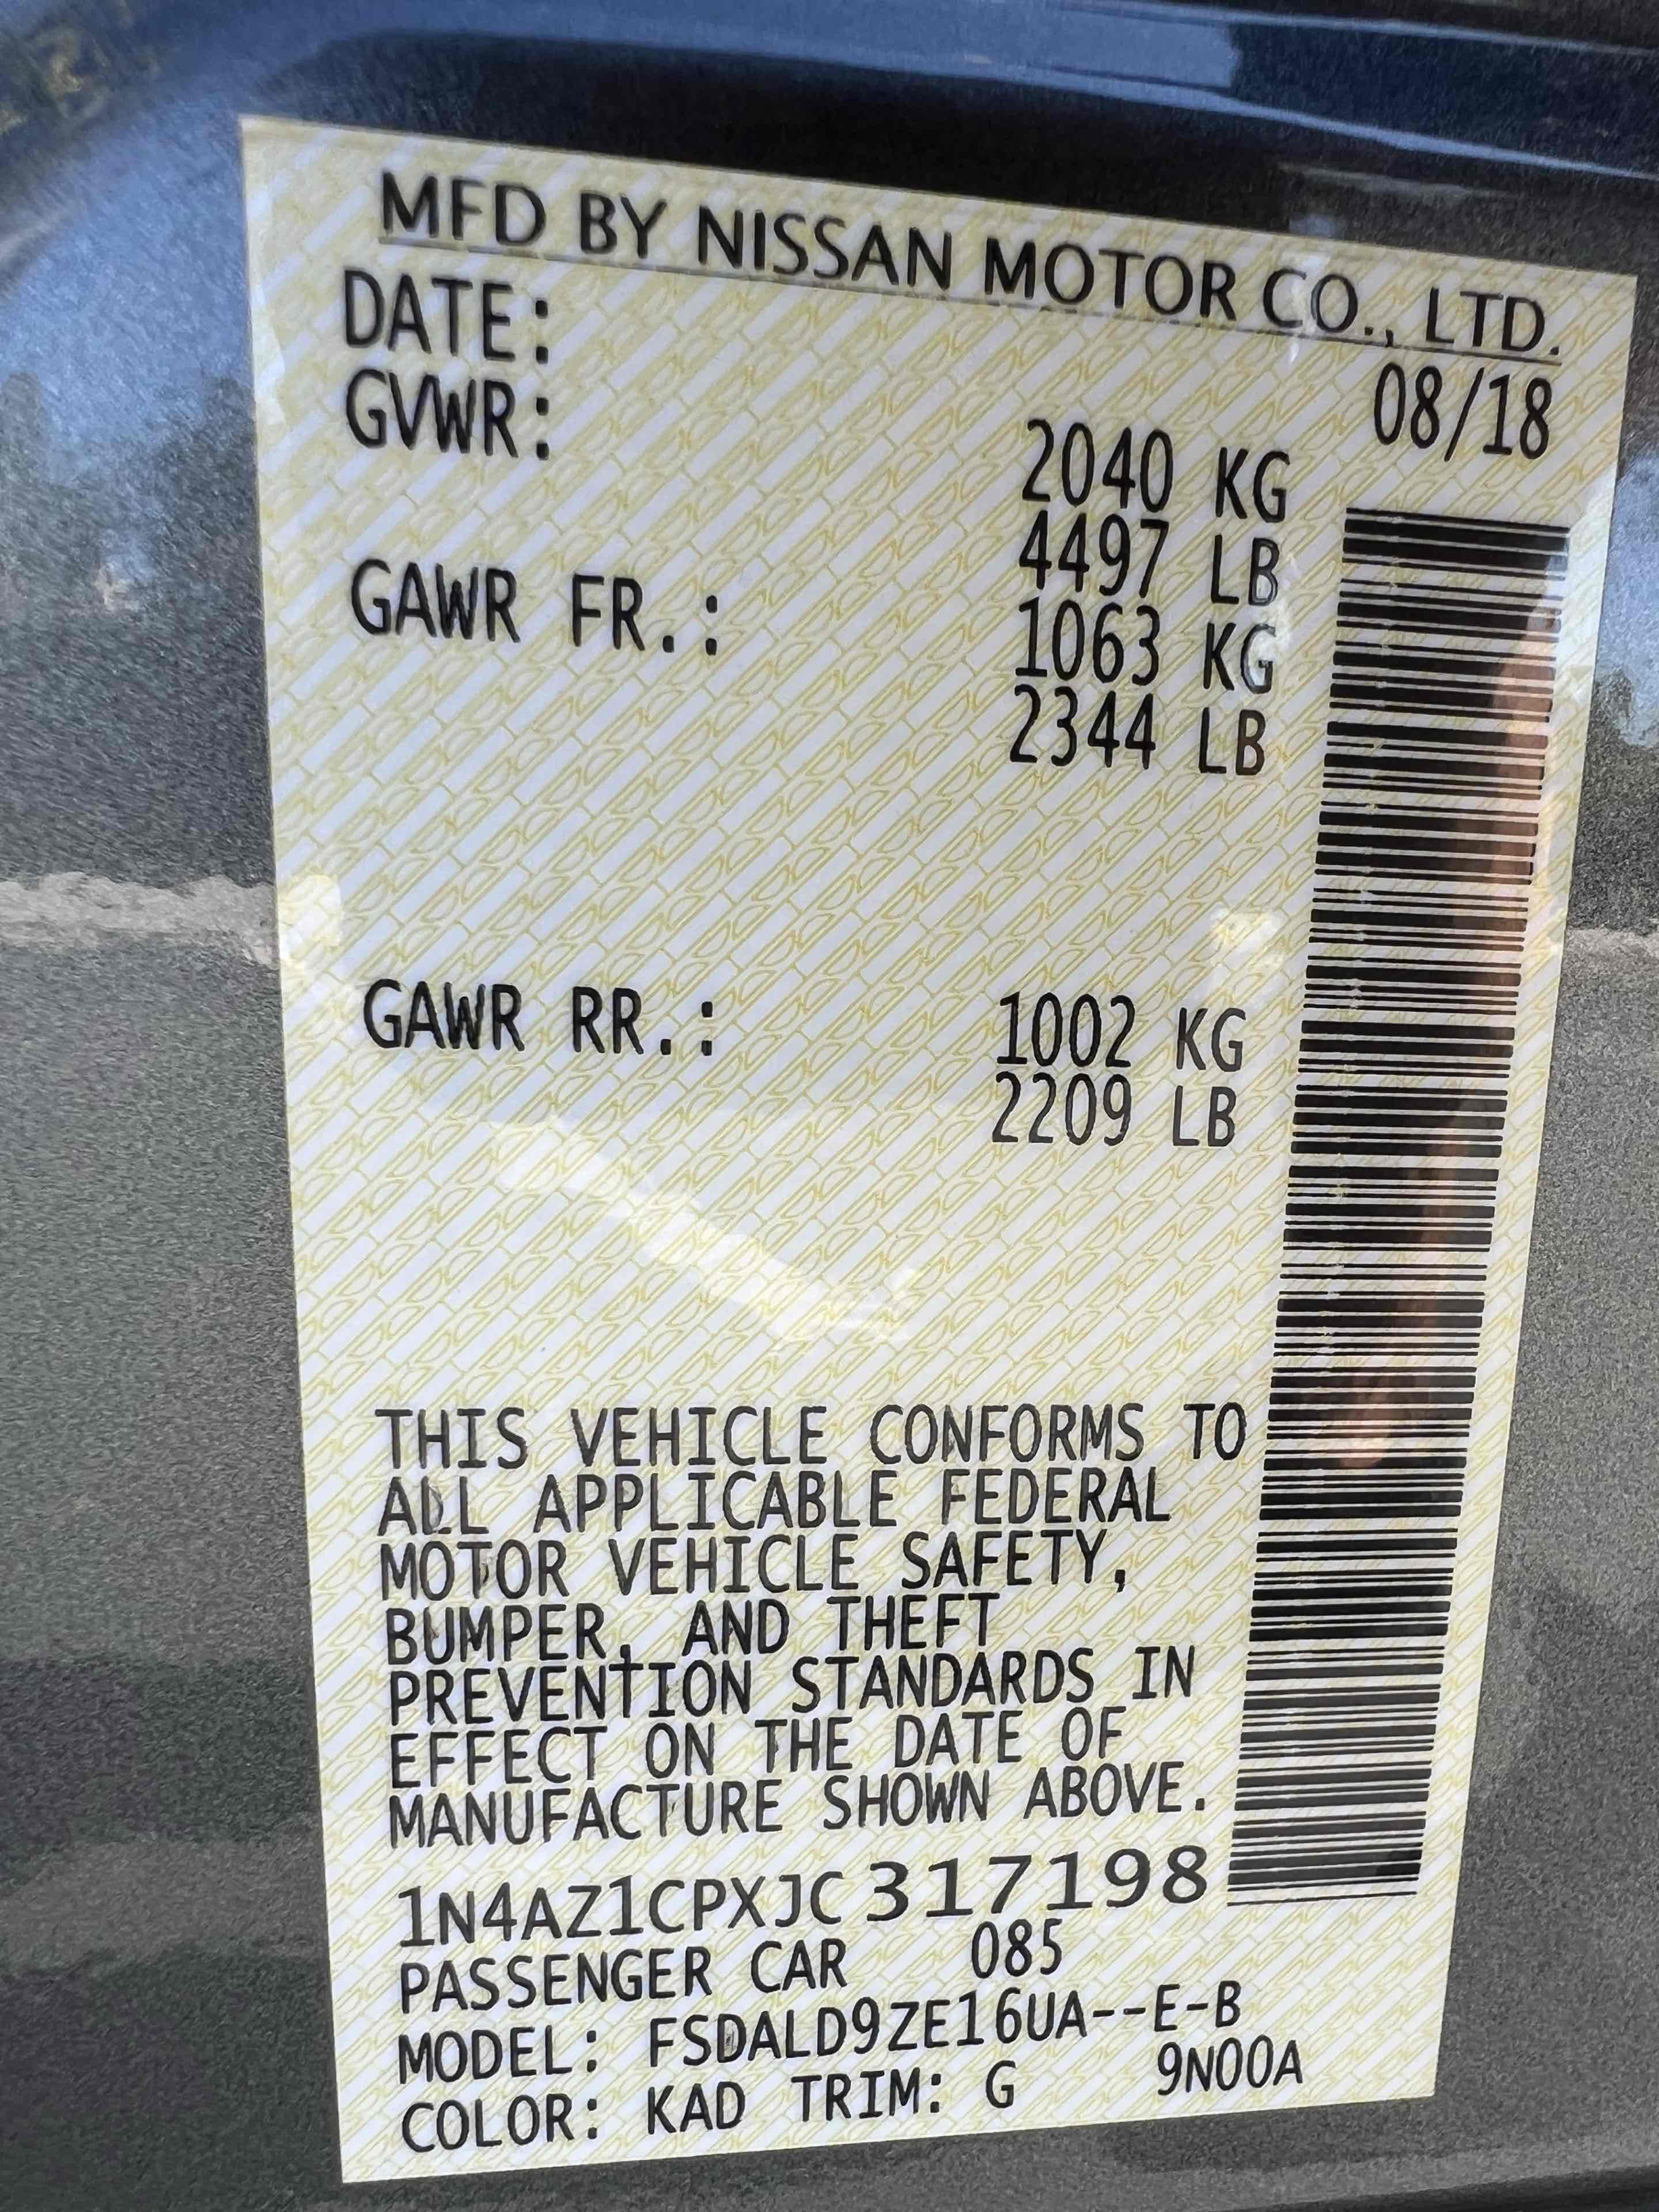 MFD BY NISSAN MOTOR CO., LTD.
DATE: 08/18
GVWR: 2040 KG
4497 LB
GAWR FR.: 1063 KG
2344 LB
GAWR RR.: 1002 KG
2209 LB
THIS VEHICLE CONFORMS TO
ALL APPLICABLE FEDERAL
MOTOR VEHICLE SAFETY,
BUMPER, AND THEFT
PREVENTION STANDARDS IN
EFFECT ON THE DATE OF
MANUFACTURE SHOWN ABOVE.
1N4AZ1CPXJC317198
PASSENGER CAR 085
MODEL: FSDALD9ZE16UA--E-B
COLOR: KAD TRIM: G 9N00A